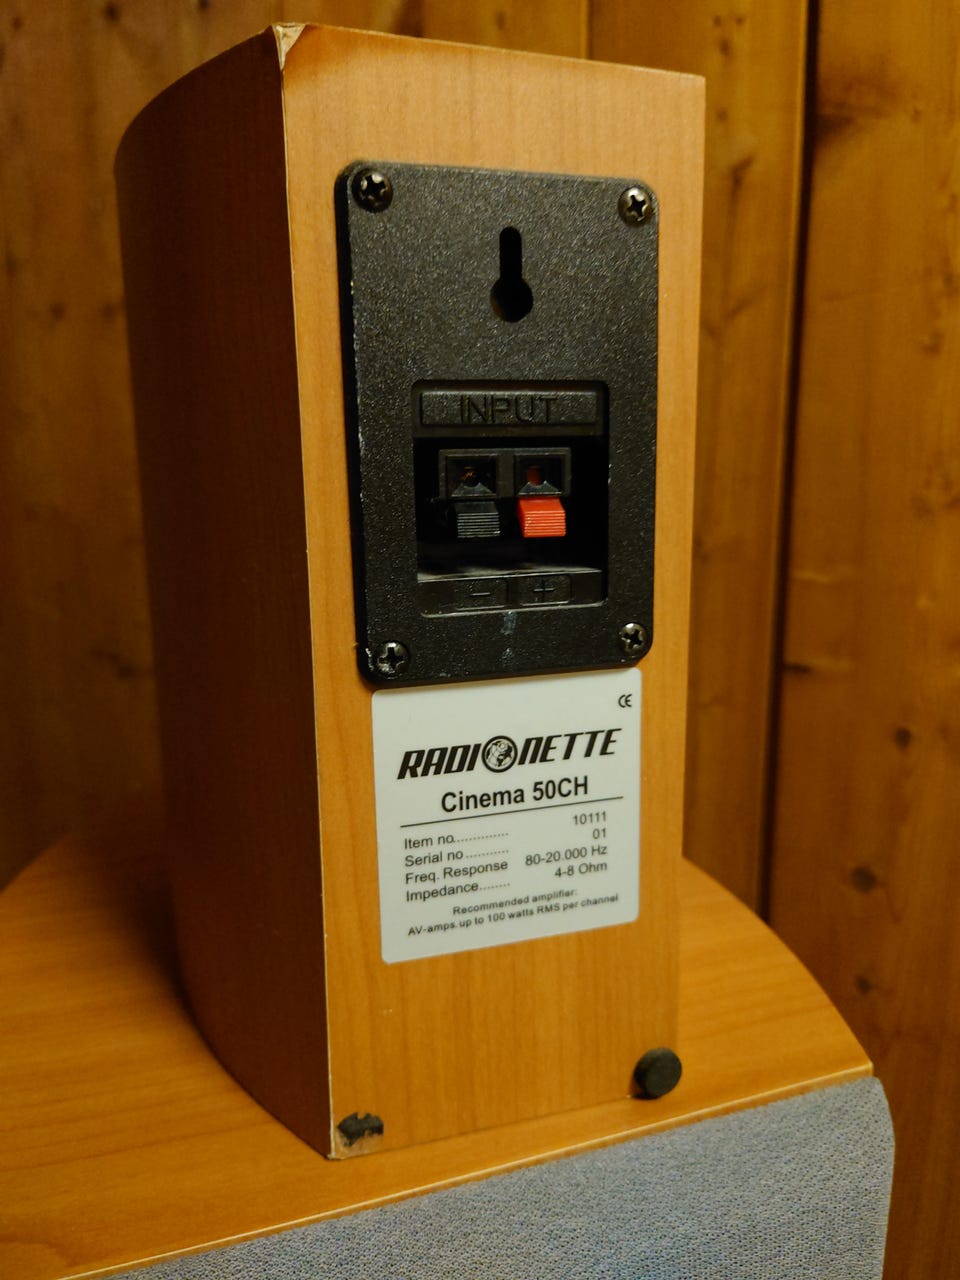 INPUT
- +
CE
RADIONETTE
Cinema 50CH
Item no.............. 10111
Serial no........... 01
Freq. Response 80-20.000 Hz
Impedance........ 4-8 Ohm
Recommended amplifier:
AV-amps. up to 100 watts RMS per channel